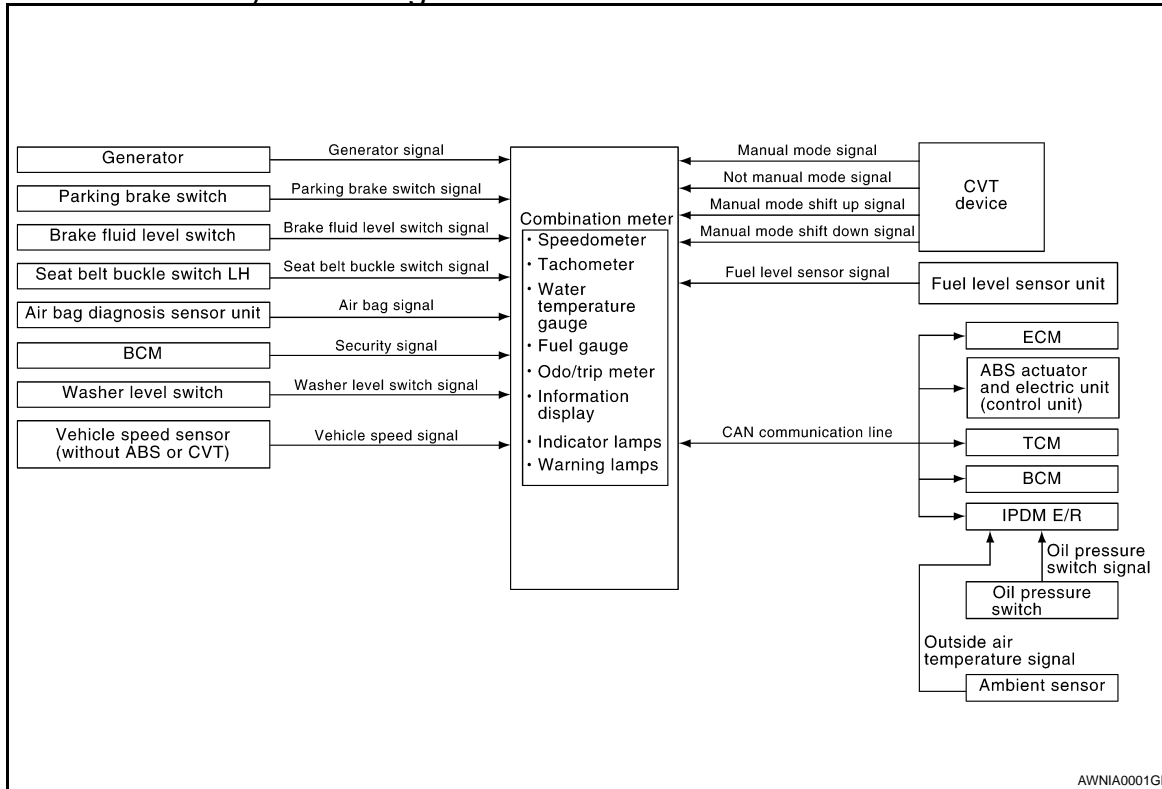 Generator
Generator signal
Parking brake switch
Parking brake switch signal
Brake fluid level switch
Brake fluid level switch signal
Seat belt buckle switch LH
Seat belt buckle switch signal
Air bag diagnosis sensor unit
Air bag signal
BCM
Security signal
Washer level switch
Washer level switch signal
Vehicle speed sensor
(without ABS or CVT)
Vehicle speed signal
Combination meter
· Speedometer
· Tachometer
· Water
temperature
gauge
· Fuel gauge
· Odo/trip meter
· Information
display
· Indicator lamps
· Warning lamps
Manual mode signal
Not manual mode signal
Manual mode shift up signal
Manual mode shift down signal
CVT
device
Fuel level sensor signal
Fuel level sensor unit
CAN communication line
ECM
ABS actuator
and electric unit
(control unit)
TCM
BCM
IPDM E/R
Oil pressure
switch signal
Oil pressure
switch
Outside air
temperature signal
Ambient sensor